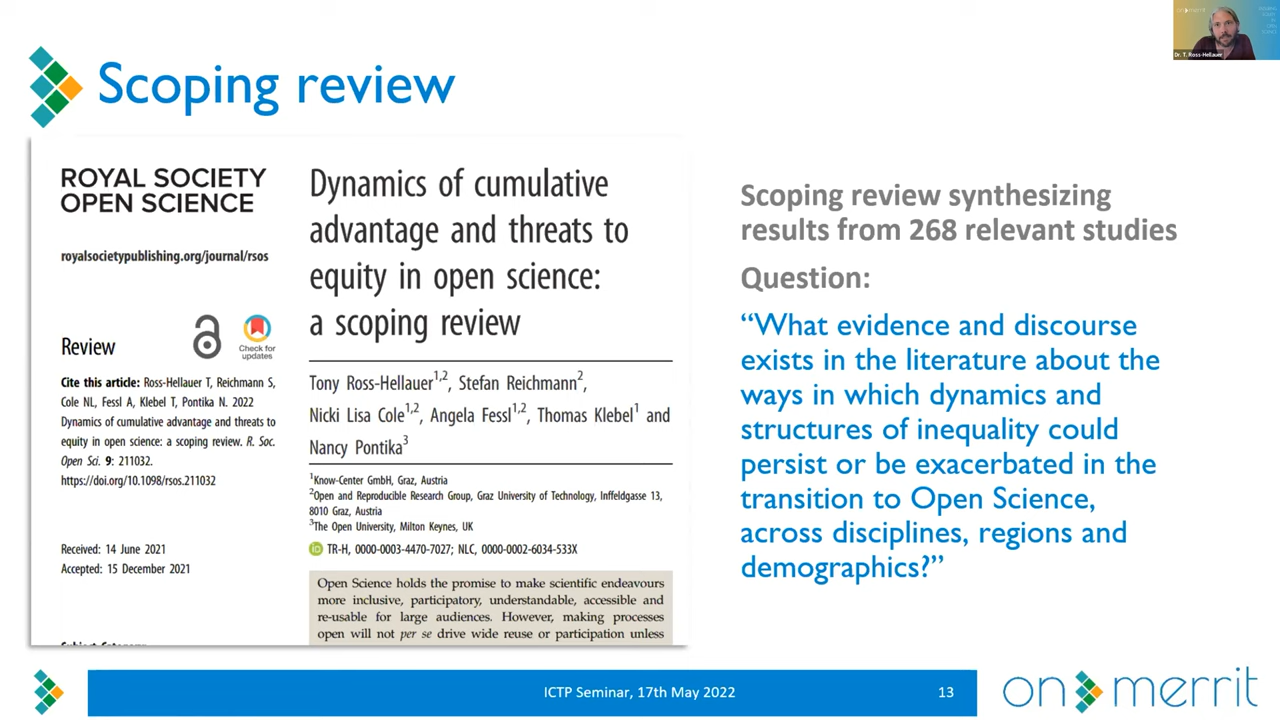 on merrit
Dr. T. Ross-Hellauer
Scoping review
ROYAL SOCIETY
OPEN SCIENCE
royalsocietypublishing.org/journal/rsos
Review
Check for
updates
Cite this article: Ross-Hellauer T, Reichmann S,
Cole NL, Fessl A, Klebel T, Pontika N. 2022
Dynamics of cumulative advantage and threats to
equity in open science: a scoping review. R. Soc.
Open Sci. 9: 211032.
https://doi.org/10.1098/rsos.211032
Received: 14 June 2021
Accepted: 15 December 2021
Dynamics of cumulative
advantage and threats to
equity in open science:
a scoping review
Tony Ross-Hellauer1,2, Stefan Reichmann2,
Nicki Lisa Cole1,2, Angela Fessl1,2, Thomas Klebel1 and
Nancy Pontika3
1Know-Center GmbH, Graz, Austria
2Open and Reproducible Research Group, Graz University of Technology, Inffeldgasse 13,
8010 Graz, Austria
3The Open University, Milton Keynes, UK
iD TR-H, 0000-0003-4470-7027; NLC, 0000-0002-6034-533X
Open Science holds the promise to make scientific endeavours
more inclusive, participatory, understandable, accessible and
re-usable for large audiences. However, making processes
open will not per se drive wide reuse or participation unless
Scoping review synthesizing
results from 268 relevant studies
Question:
“What evidence and discourse
exists in the literature about the
ways in which dynamics and
structures of inequality could
persist or be exacerbated in the
transition to Open Science,
across disciplines, regions and
demographics?”
ICTP Seminar, 17th May 2022
13
on merrit